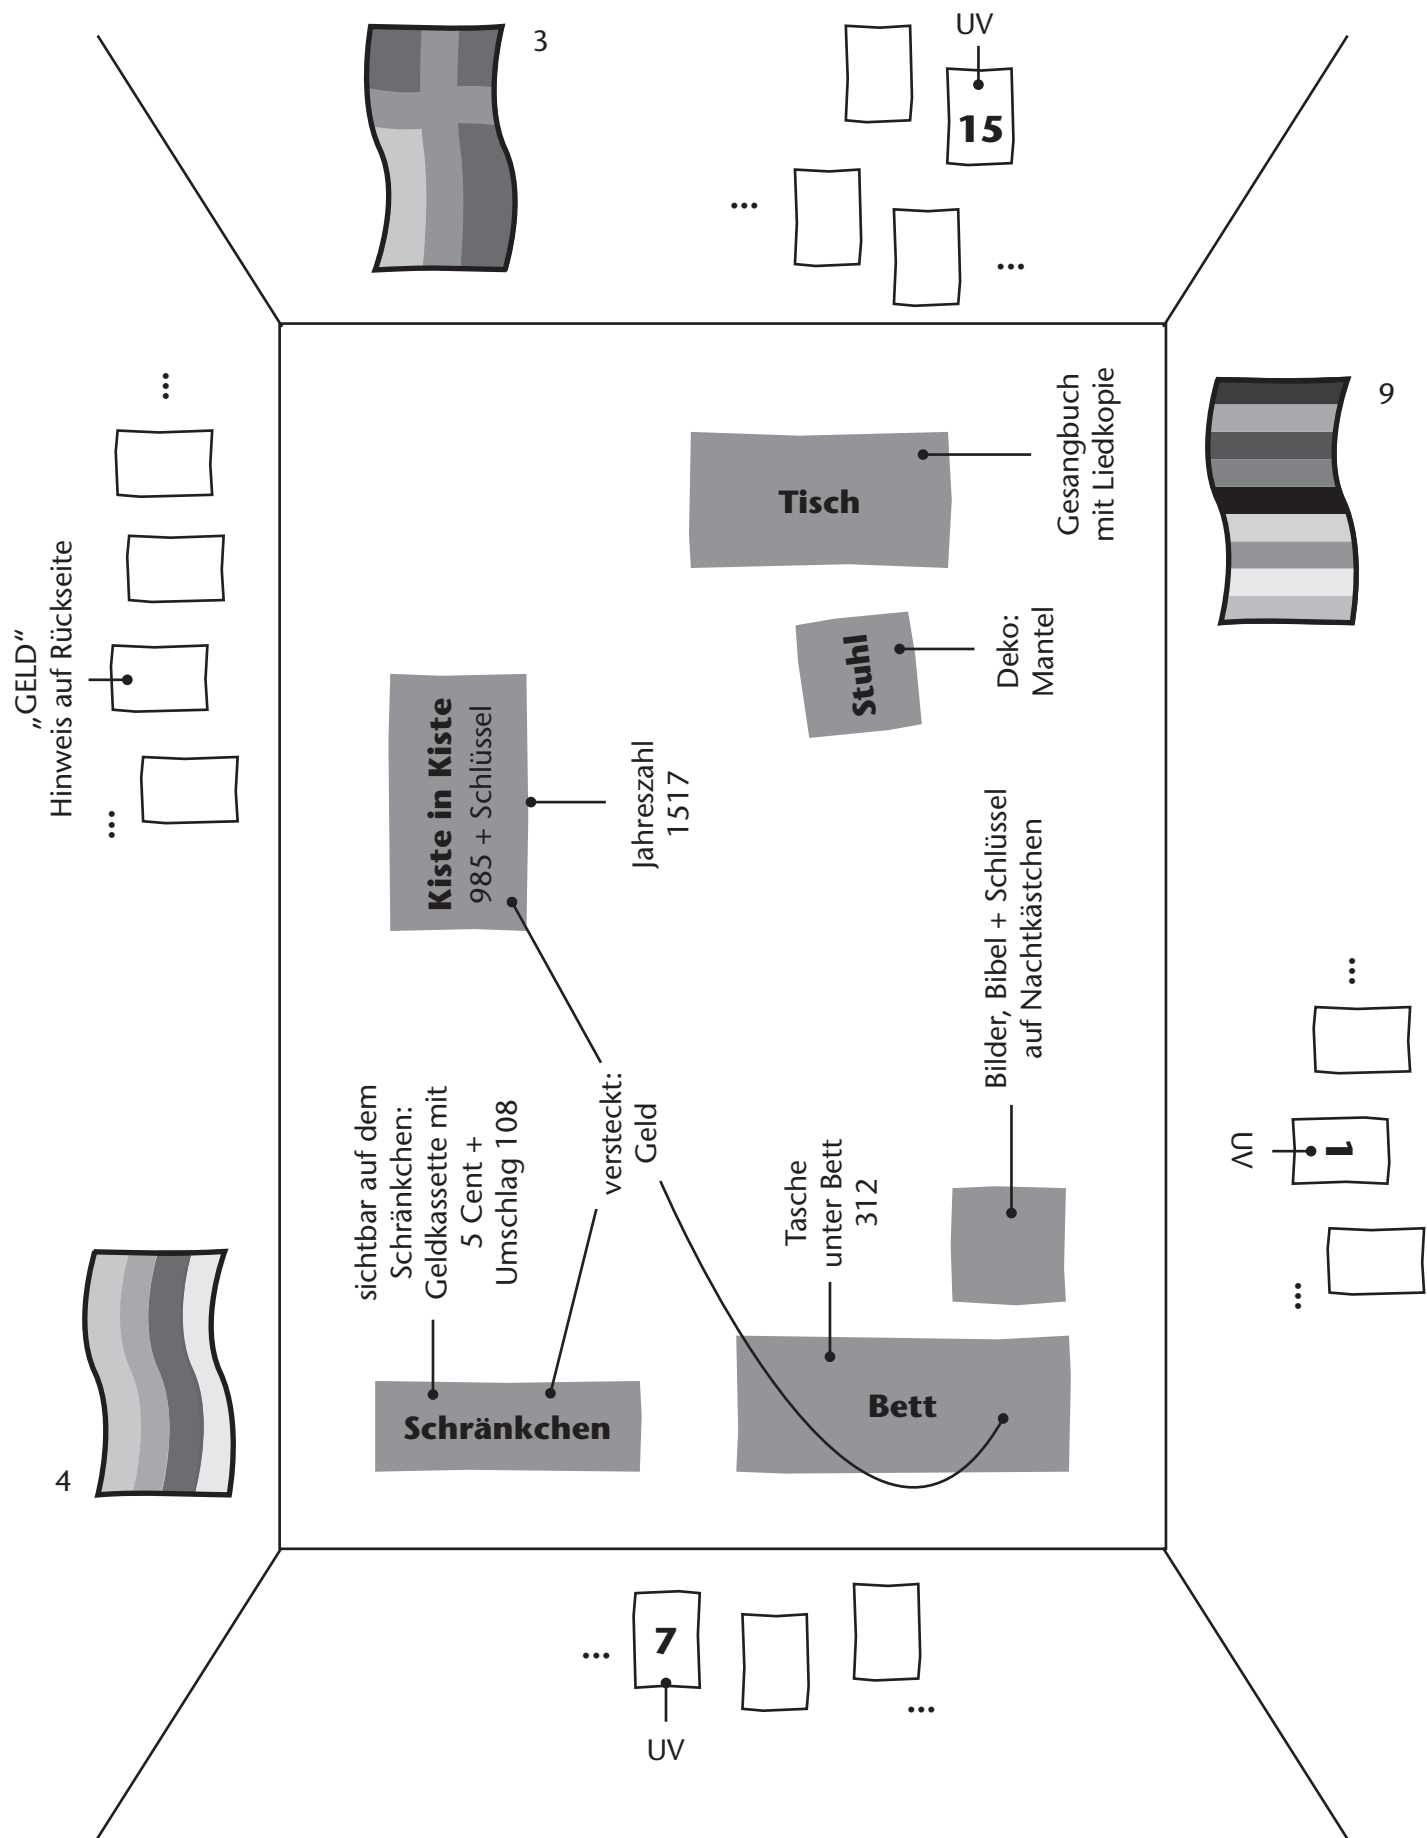 3
UV
15
...
...
...
„GELD“
Hinweis auf Rückseite
...
9
Tisch
Gesangbuch
mit Liedkopie
Stuhl
Deko:
Mantel
Kiste in Kiste
985 + Schlüssel
Jahreszahl
1517
Bilder, Bibel + Schlüssel
auf Nachtkästchen
versteckt:
Geld
sichtbar auf dem
Schränkchen:
Geldkassette mit
5 Cent +
Umschlag 108
Tasche
unter Bett
312
...
UV
1
...
4
Schränkchen
Bett
...
7
UV
...